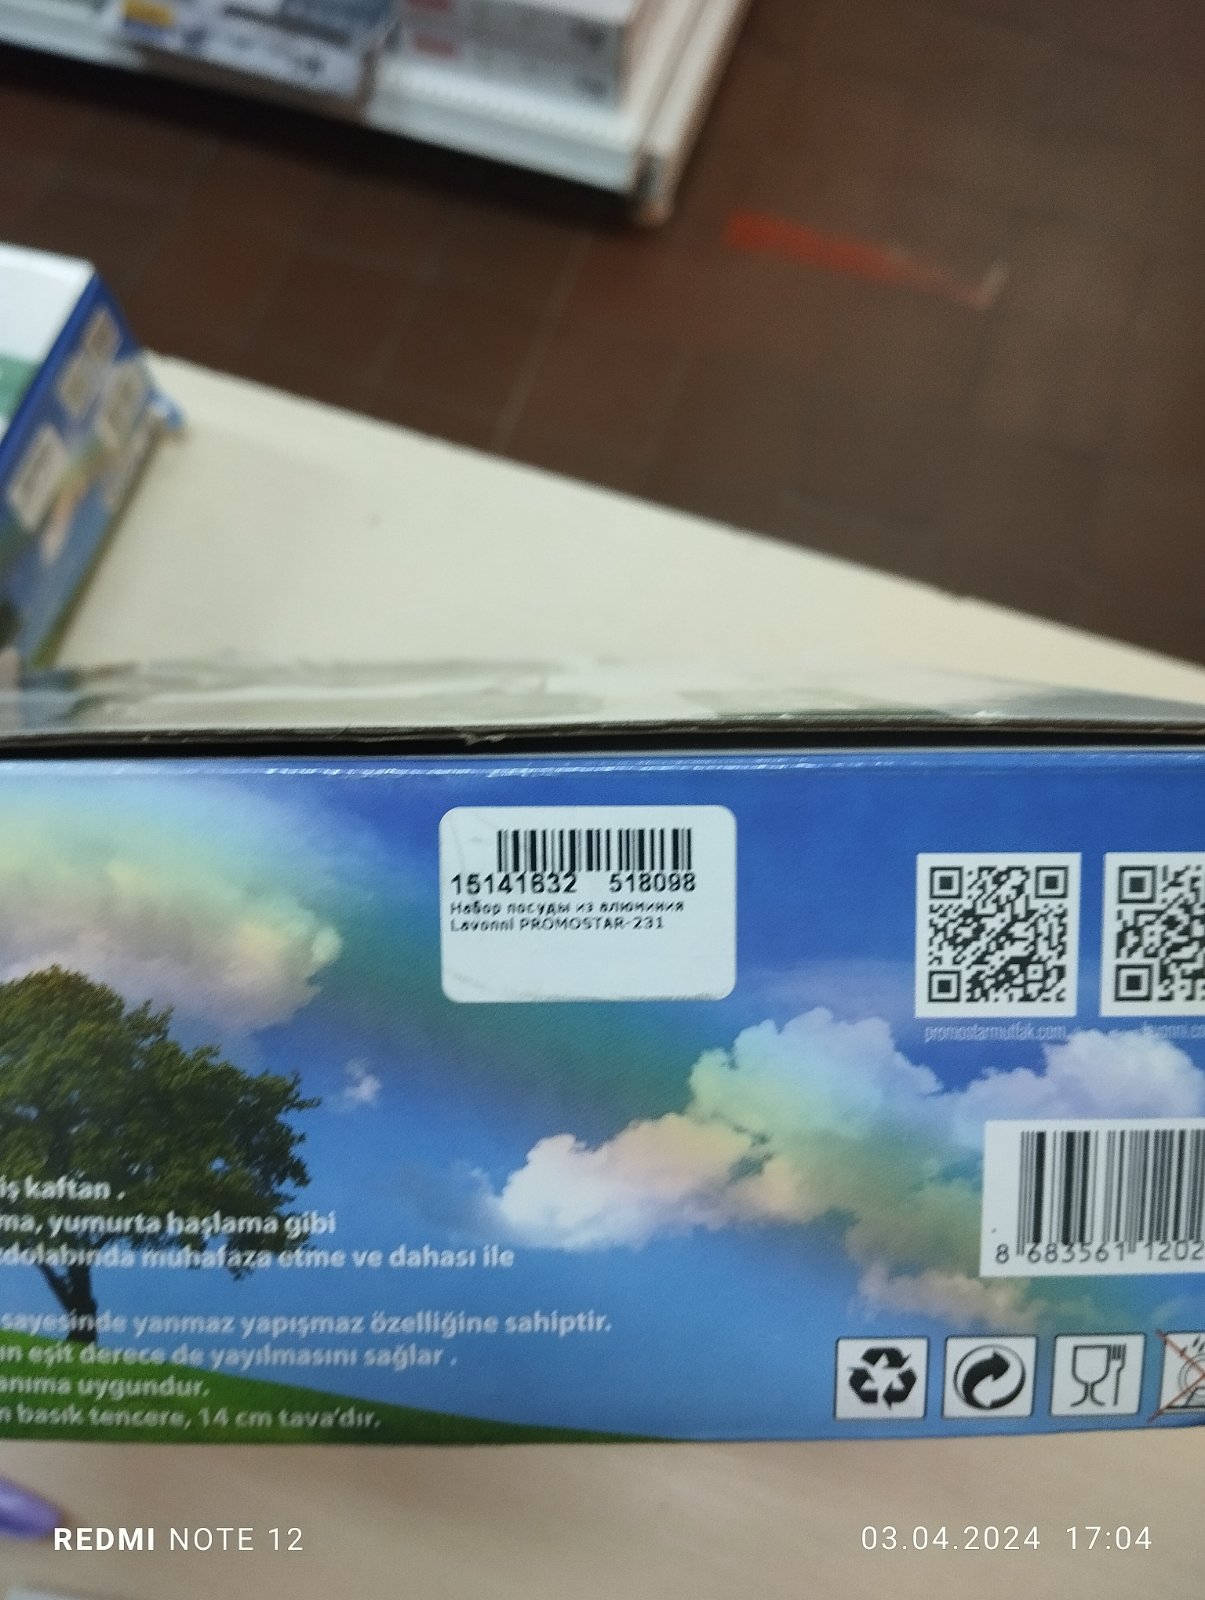 15141632 518098
Набор посуды из алюминия
Lavonni PROMOSTAR-231
promostarmutfak.com
8 683561 1202
iş kaftan .
ma, yumurta haşlama gibi
zdolabında muhafaza etme ve dahası ile
sayesinde yanmaz yapışmaz özelliğine sahiptir.
ın eşit derece de yayılmasını sağlar .
anıma uygundur.
n basık tencere, 14 cm tava'dır.
REDMI NOTE 12
03.04.2024 17:04